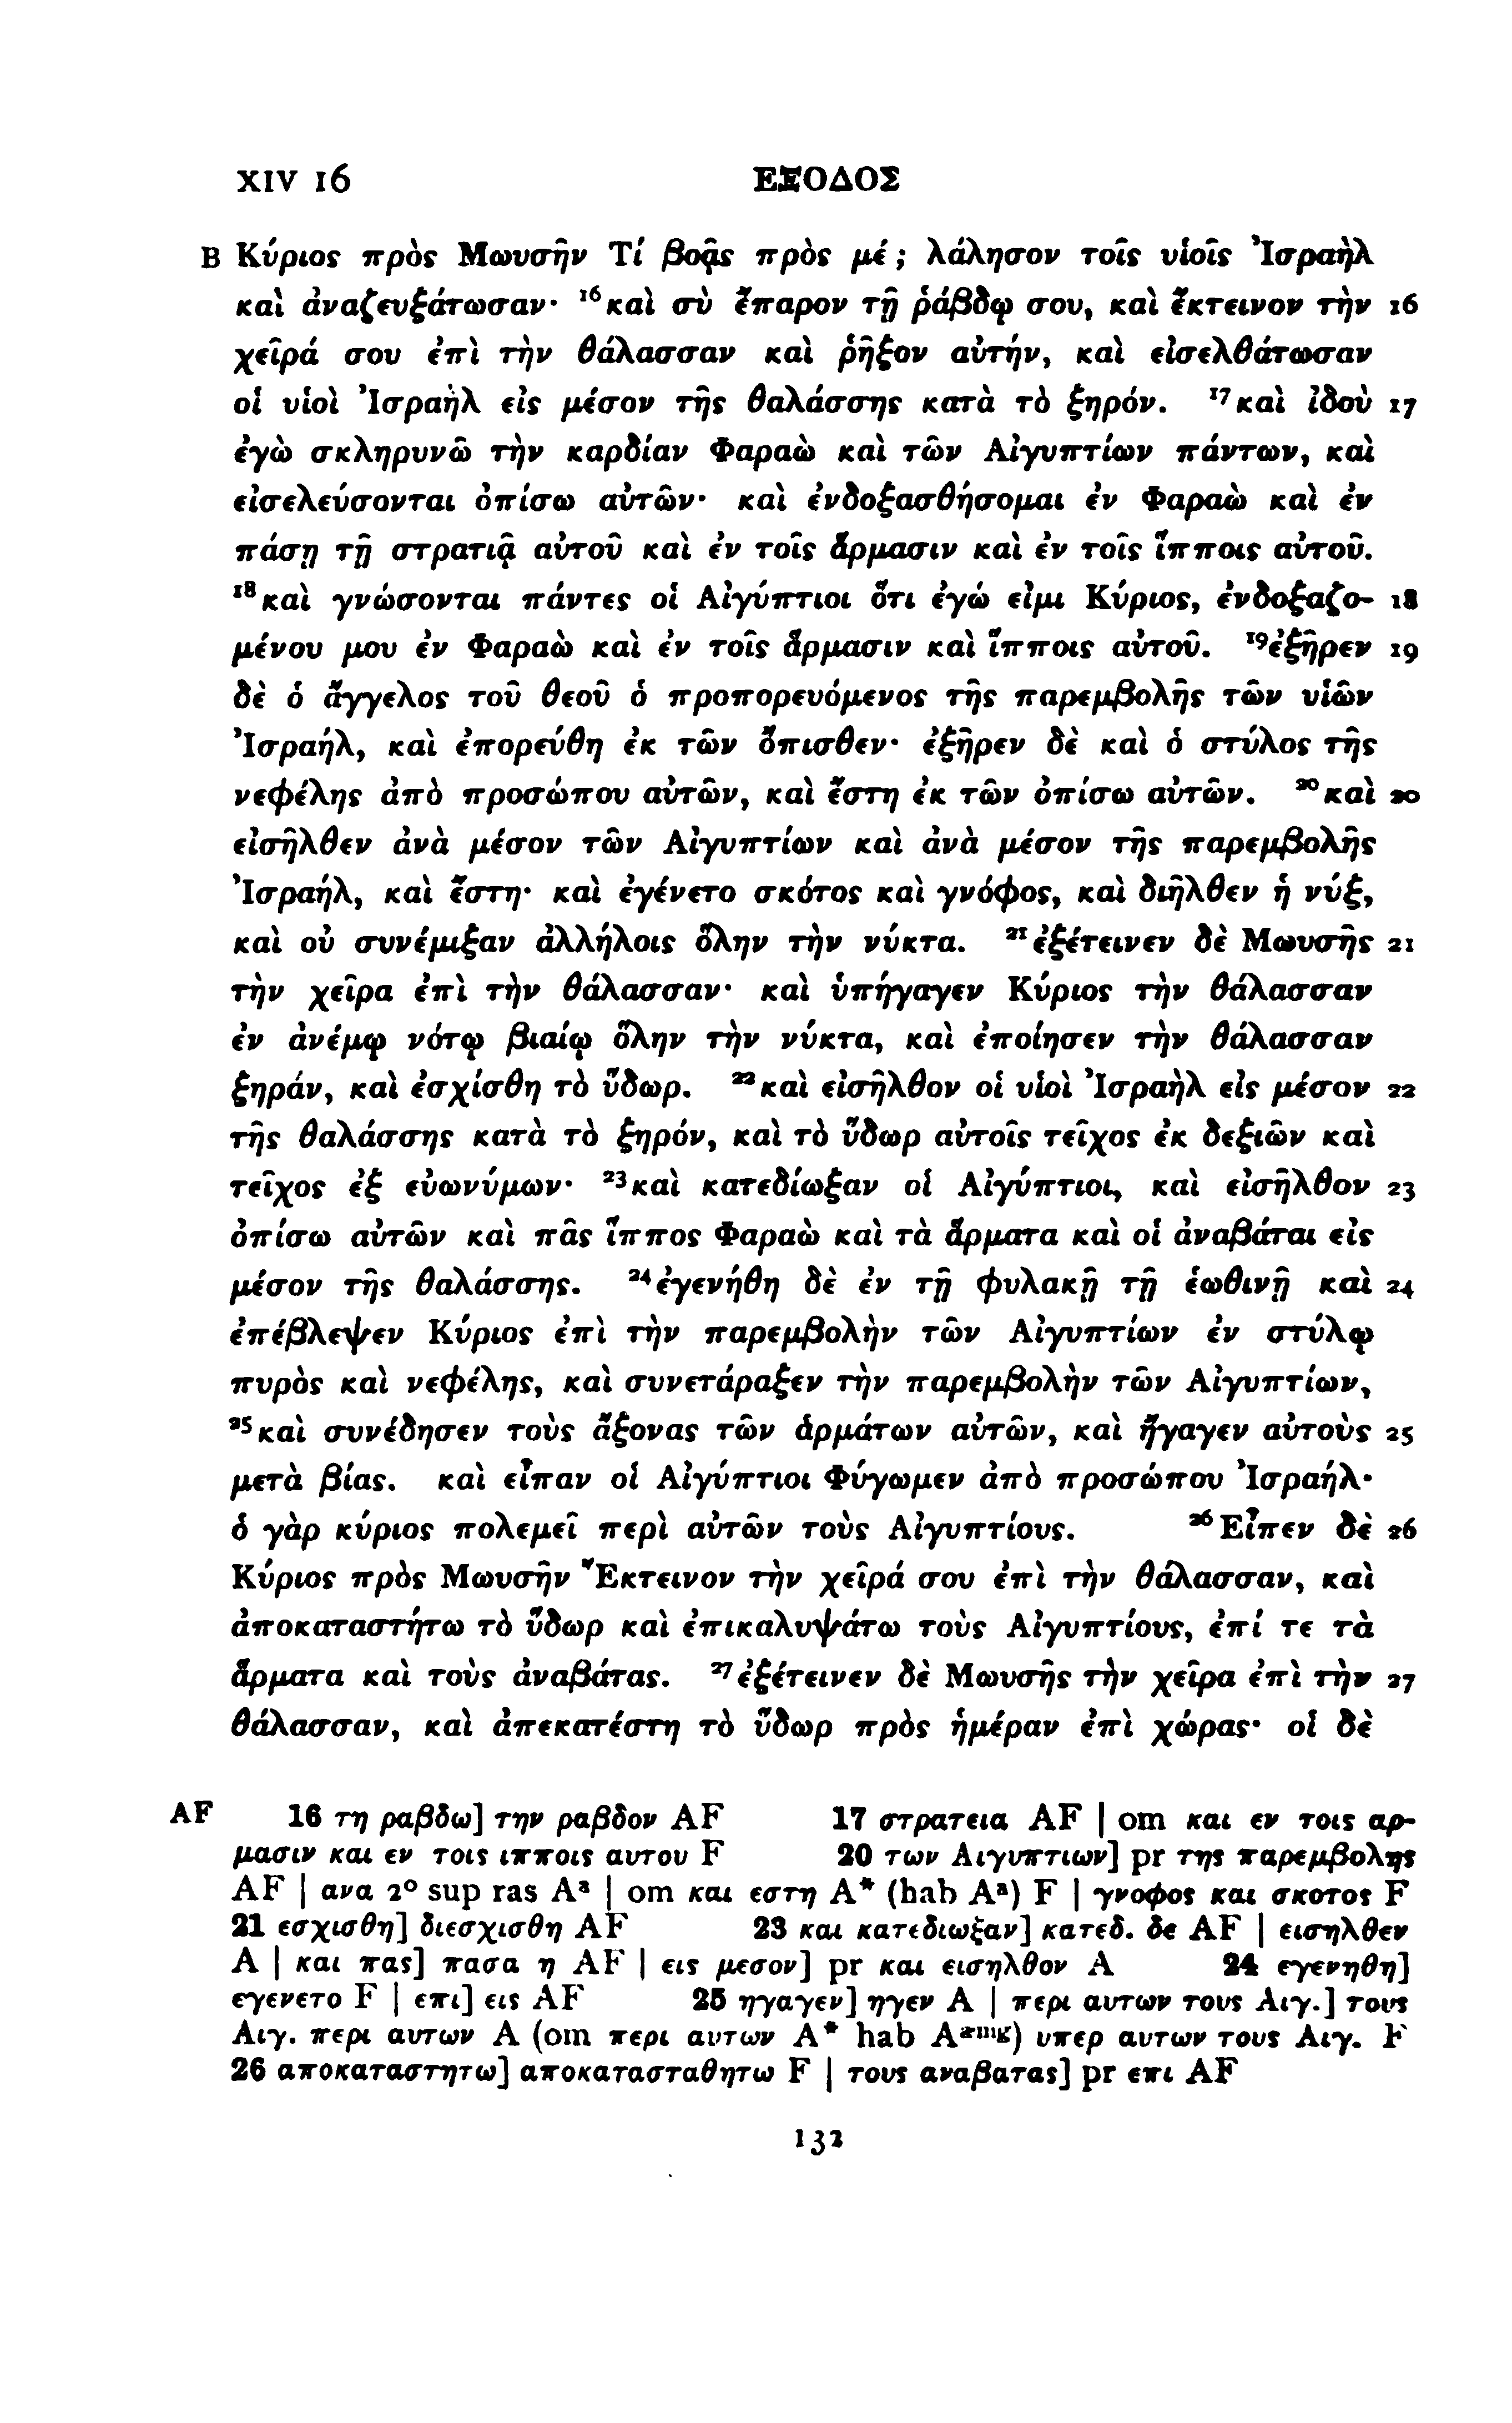 XIV 16 ΕΞΟΔΟΣ
B Κύριος πρὸς Μωυσῆν Τί βοᾷς πρὸς μέ; λάλησον τοῖς υἱοῖς Ἰσραὴλ
καὶ ἀναζευξάτωσαν· ¹⁶καὶ σὺ ἔπαρον τῇ ῥάβδῳ σου, καὶ ἔκτεινον τὴν 16
χεῖρά σου ἐπὶ τὴν θάλασσαν καὶ ῥῆξον αὐτήν, καὶ εἰσελθάτωσαν
οἱ υἱοὶ Ἰσραὴλ εἰς μέσον τῆς θαλάσσης κατὰ τὸ ξηρόν. ¹⁷καὶ ἰδοὺ 17
ἐγὼ σκληρυνῶ τὴν καρδίαν Φαραὼ καὶ τῶν Αἰγυπτίων πάντων, καὶ
εἰσελεύσονται ὀπίσω αὐτῶν· καὶ ἐνδοξασθήσομαι ἐν Φαραὼ καὶ ἐν
πάσῃ τῇ στρατιᾷ αὐτοῦ καὶ ἐν τοῖς ἅρμασιν καὶ ἐν τοῖς ἵπποις αὐτοῦ.
¹⁸καὶ γνώσονται πάντες οἱ Αἰγύπτιοι ὅτι ἐγώ εἰμι Κύριος, ἐνδοξαζο- 18
μένου μου ἐν Φαραὼ καὶ ἐν τοῖς ἅρμασιν καὶ ἵπποις αὐτοῦ. ¹⁹ἐξῆρεν 19
δὲ ὁ ἄγγελος τοῦ θεοῦ ὁ προπορευόμενος τῆς παρεμβολῆς τῶν υἱῶν
Ἰσραήλ, καὶ ἐπορεύθη ἐκ τῶν ὄπισθεν· ἐξῆρεν δὲ καὶ ὁ στύλος τῆς
νεφέλης ἀπὸ προσώπου αὐτῶν, καὶ ἔστη ἐκ τῶν ὀπίσω αὐτῶν. ²⁰καὶ 20
εἰσῆλθεν ἀνὰ μέσον τῶν Αἰγυπτίων καὶ ἀνὰ μέσον τῆς παρεμβολῆς
Ἰσραήλ, καὶ ἔστη· καὶ ἐγένετο σκότος καὶ γνόφος, καὶ διῆλθεν ἡ νύξ,
καὶ οὐ συνέμιξαν ἀλλήλοις ὅλην τὴν νύκτα. ²¹ἐξέτεινεν δὲ Μωυσῆς 21
τὴν χεῖρα ἐπὶ τὴν θάλασσαν· καὶ ὑπήγαγεν Κύριος τὴν θάλασσαν
ἐν ἀνέμῳ νότῳ βιαίῳ ὅλην τὴν νύκτα, καὶ ἐποίησεν τὴν θάλασσαν
ξηράν, καὶ ἐσχίσθη τὸ ὕδωρ. ²²καὶ εἰσῆλθον οἱ υἱοὶ Ἰσραὴλ εἰς μέσον 22
τῆς θαλάσσης κατὰ τὸ ξηρόν, καὶ τὸ ὕδωρ αὐτοῖς τεῖχος ἐκ δεξιῶν καὶ
τεῖχος ἐξ εὐωνύμων· ²³καὶ κατεδίωξαν οἱ Αἰγύπτιοι, καὶ εἰσῆλθον 23
ὀπίσω αὐτῶν καὶ πᾶς ἵππος Φαραὼ καὶ τὰ ἅρματα καὶ οἱ ἀναβάται εἰς
μέσον τῆς θαλάσσης. ²⁴ἐγενήθη δὲ ἐν τῇ φυλακῇ τῇ ἑωθινῇ καὶ 24
ἐπέβλεψεν Κύριος ἐπὶ τὴν παρεμβολὴν τῶν Αἰγυπτίων ἐν στύλῳ
πυρὸς καὶ νεφέλης, καὶ συνετάραξεν τὴν παρεμβολὴν τῶν Αἰγυπτίων,
²⁵καὶ συνέδησεν τοὺς ἄξονας τῶν ἁρμάτων αὐτῶν, καὶ ἤγαγεν αὐτοὺς 25
μετὰ βίας. καὶ εἶπαν οἱ Αἰγύπτιοι Φύγωμεν ἀπὸ προσώπου Ἰσραήλ·
ὁ γὰρ κύριος πολεμεῖ περὶ αὐτῶν τοὺς Αἰγυπτίους. ²⁶Εἶπεν δὲ 26
Κύριος πρὸς Μωυσῆν Ἔκτεινον τὴν χεῖρά σου ἐπὶ τὴν θάλασσαν, καὶ
ἀποκαταστήτω τὸ ὕδωρ καὶ ἐπικαλυψάτω τοὺς Αἰγυπτίους, ἐπί τε τὰ
ἅρματα καὶ τοὺς ἀναβάτας. ²⁷ἐξέτεινεν δὲ Μωυσῆς τὴν χεῖρα ἐπὶ τὴν 27
θάλασσαν, καὶ ἀπεκατέστη τὸ ὕδωρ πρὸς ἡμέραν ἐπὶ χώρας· οἱ δὲ
AF 16 τη ραβδω] την ραβδον AF 17 στρατεια AF | om και εν τοις αρ-
μασιν και εν τοις ιπποις αυτου F 20 των Αιγυπτιων] pr της παρεμβολης
AF | ανα 2° sup ras Aᵃ | om και εστη A* (hab Aᵃ) F | γνοφος και σκοτος F
21 εσχισθη] διεσχισθη AF 23 και κατεδιωξαν] κατεδ. δε AF | εισηλθεν
A | και πας] πασα η AF | εις μεσον] pr και εισηλθον A 24 εγενηθη]
εγενετο F | επι] εις AF 25 ηγαγεν] ηγεν A | περι αυτων τους Αιγ.] τους
Αιγ. περι αυτων A (om περι αυτων A* hab Aᵃᵐᵍ) υπερ αυτων τους Αιγ. F
26 αποκαταστητω] αποκατασταθητω F | τους αναβατας] pr επι AF
132